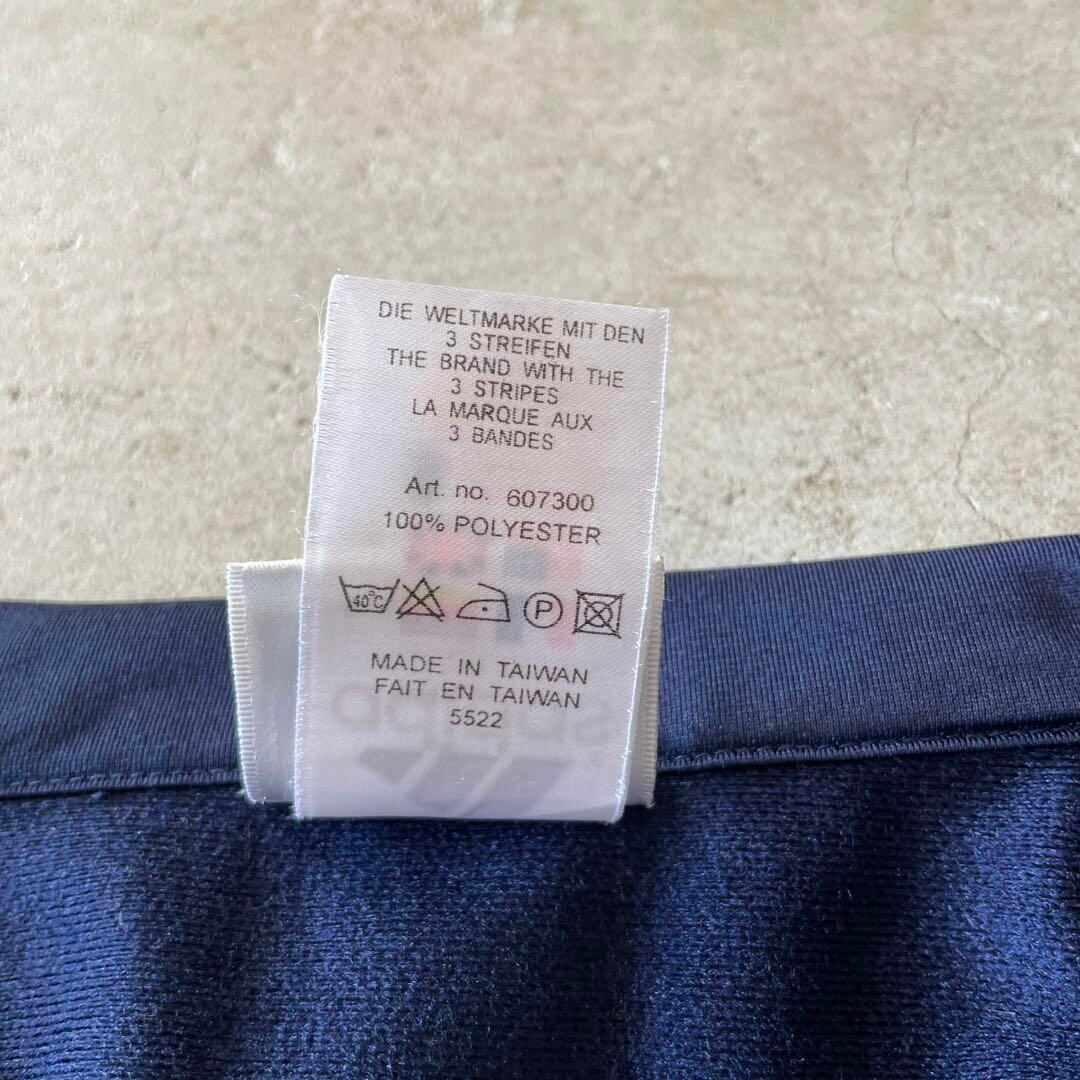 DIE WELTMARKE MIT DEN
3 STREIFEN
THE BRAND WITH THE
3 STRIPES
LA MARQUE AUX
3 BANDES
Art. no. 607300
100% POLYESTER
40°C P
MADE IN TAIWAN
FAIT EN TAIWAN
5522
adidas